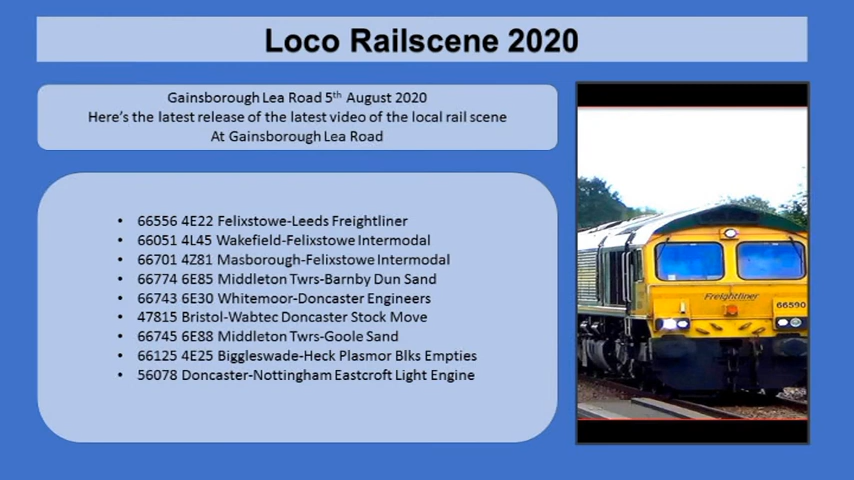 Loco Railscene 2020
Gainsborough Lea Road 5th August 2020
Here's the latest release of the latest video of the local rail scene
At Gainsborough Lea Road
• 66556 4E22 Felixstowe-Leeds Freightliner
• 66051 4L45 Wakefield-Felixstowe Intermodal
• 66701 4Z81 Masborough-Felixstowe Intermodal
• 66774 6E85 Middleton Twrs-Barnby Dun Sand
• 66743 6E30 Whitemoor-Doncaster Engineers
• 47815 Bristol-Wabtec Doncaster Stock Move
• 66745 6E88 Middleton Twrs-Goole Sand
• 66125 4E25 Biggleswade-Heck Plasmor Blks Empties
• 56078 Doncaster-Nottingham Eastcroft Light Engine
Freightliner
66590